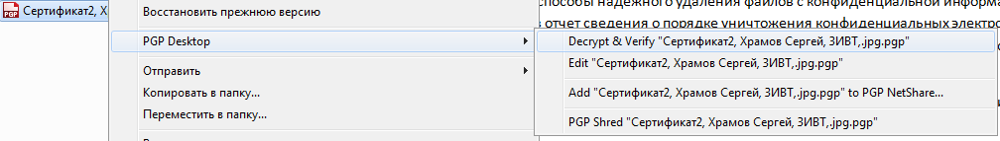 способы надежного удаления файлов с конфиденциальной информа
Сертификат2, Х
Восстановить прежнюю версию
в отчет сведения о порядке уничтожения конфиденциальных электро
PGP Desktop
Decrypt & Verify "Сертификат2, Храмов Сергей, ЗИВТ,.jpg.pgp"
Edit "Сертификат2, Храмов Сергей, ЗИВТ,.jpg.pgp"
Отправить
Копировать в папку...
Add "Сертификат2, Храмов Сергей, ЗИВТ,.jpg.pgp" to PGP NetShare...
Переместить в папку...
PGP Shred "Сертификат2, Храмов Сергей, ЗИВТ,.jpg.pgp"